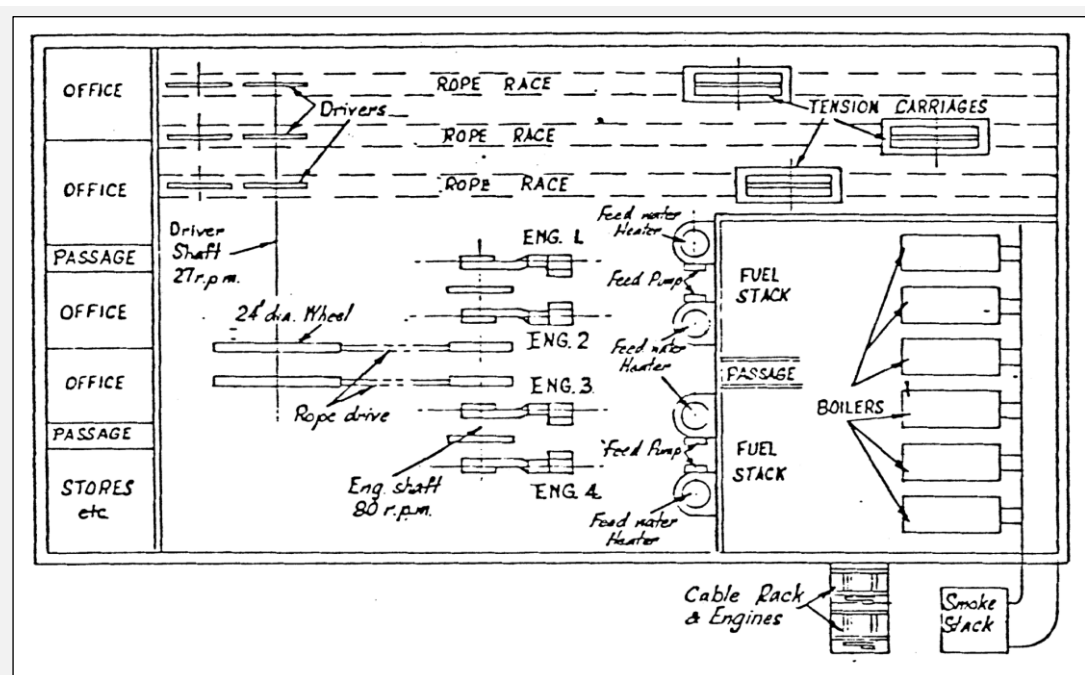 OFFICE
ROPE RACE
Drivers
ROPE RACE
TENSION CARRIAGES
OFFICE
ROPE RACE
Driver
Shaft
27 r.p.m.
PASSAGE
ENG. 1
Feed water
Heater
FUEL
STACK
Feed Pump
OFFICE
24' dia. Wheel
ENG. 2
Feed water
Heater
PASSAGE
OFFICE
ENG. 3
Rope drive
BOILERS
PASSAGE
Feed Pump
FUEL
STACK
STORES
etc
Eng. shaft
80 r.p.m.
ENG. 4
Feed water
Heater
Cable Rack
& Engines
Smoke
Stack